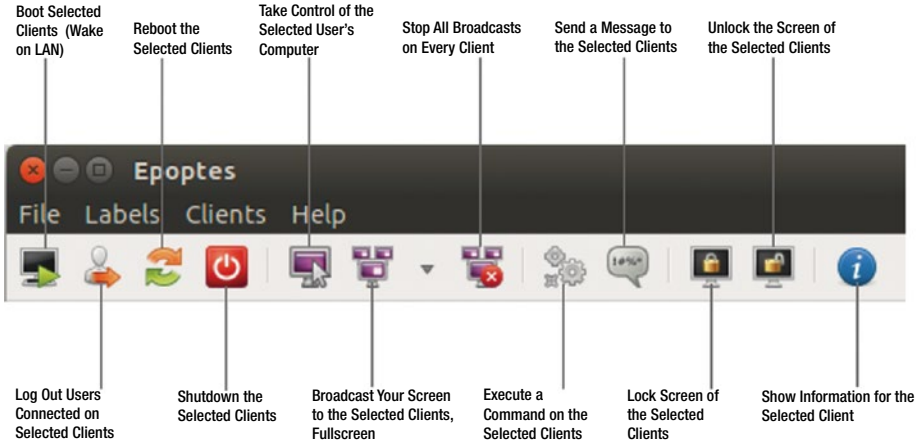 Boot Selected
Clients (Wake
on LAN)
Reboot the
Selected Clients
Take Control of the
Selected User's
Computer
Stop All Broadcasts
on Every Client
Send a Message to
the Selected Clients
Unlock the Screen of
the Selected Clients
Epoptes
File Labels Clients Help
!@%*
i
Log Out Users
Connected on
Selected Clients
Shutdown the
Selected Clients
Broadcast Your Screen
to the Selected Clients,
Fullscreen
Execute a
Command on the
Selected Clients
Lock Screen of
the Selected
Clients
Show Information for the
Selected Client